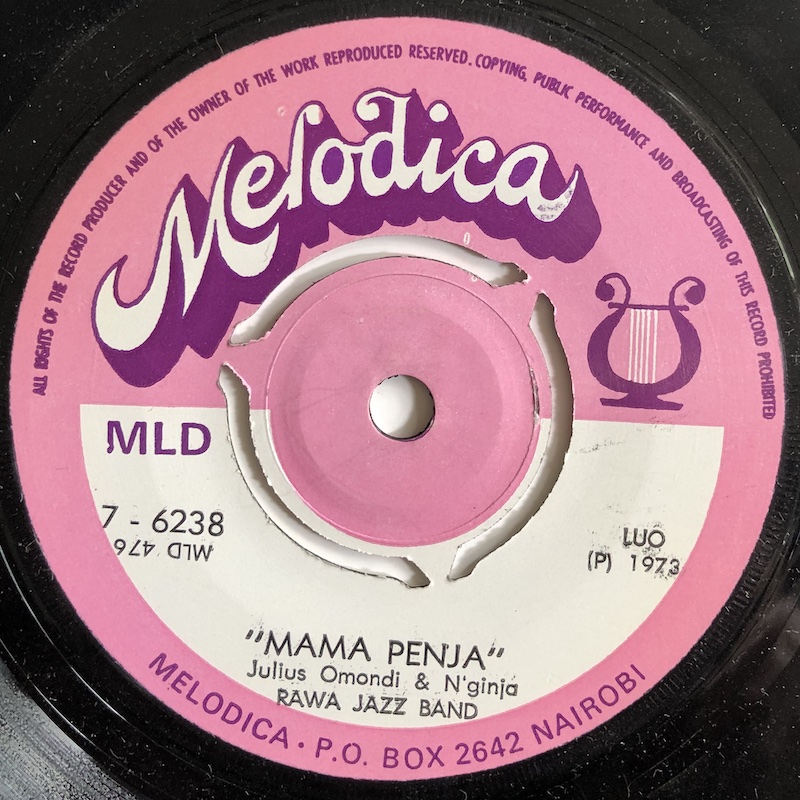 ALL RIGHTS OF THE RECORD PRODUCER AND OF THE OWNER OF THE WORK REPRODUCED RESERVED. COPYING, PUBLIC PERFORMANCE AND BROADCASTING OF THIS RECORD PROHIBITED
Melodica
MLD
7 - 6238
MLD 476
LUO
(P) 1973
"MAMA PENJA"
Julius Omondi & N'ginja
RAWA JAZZ BAND
MELODICA · P.O. BOX 2642 NAIROBI